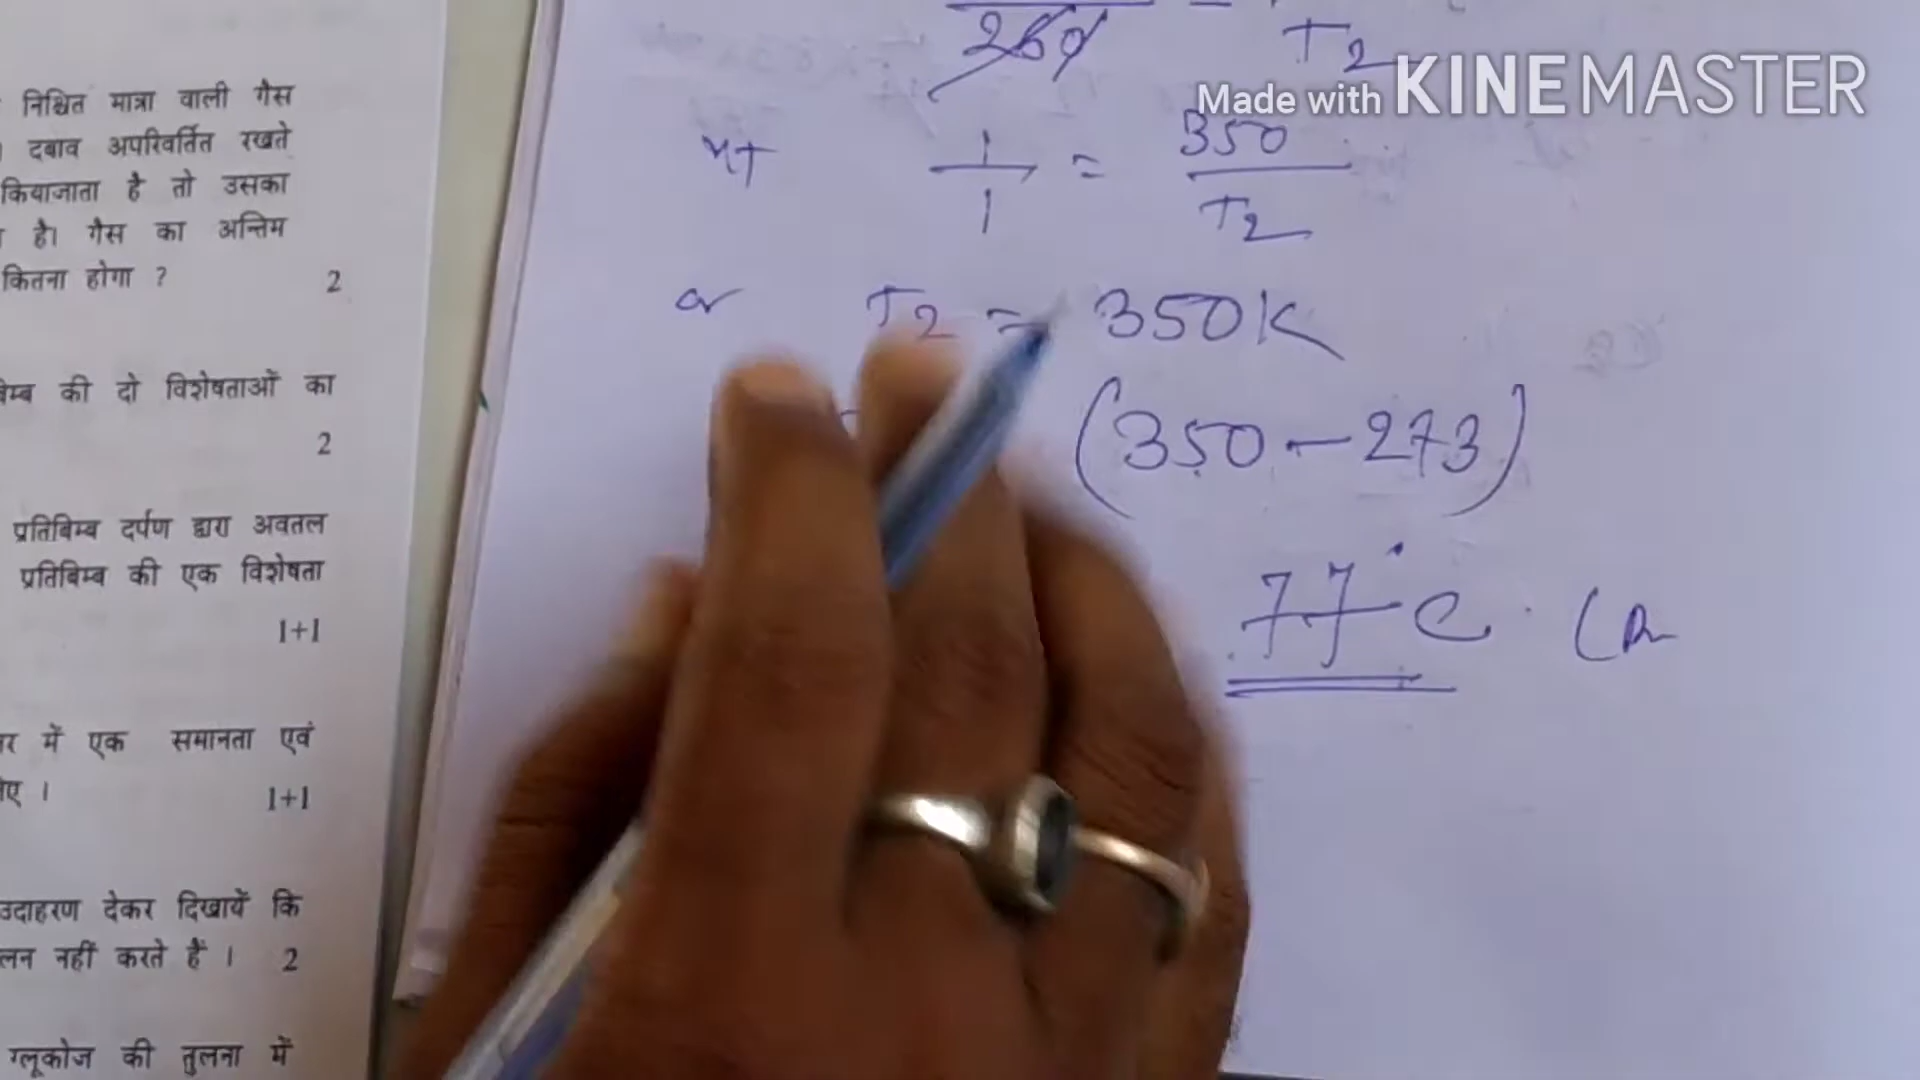 निश्चित मात्रा वाली गैस
दबाव अपरिवर्तित रखते
कियाजाता है तो उसका
है। गैस का अन्तिम
कितना होगा ? 2
की दो विशेषताओं का
2
प्रतिबिम्ब दर्पण द्वारा अवतल
प्रतिबिम्ब की एक विशेषता
1+1
में एक समानता एवं
1+1
उदाहरण देकर दिखायें कि
नहीं करते हैं । 2
ग्लूकोज की तुलना में
T2
Made with KINEMASTER
1/1 = 350/T2
or T2 = 350K
(350-273)
77°C